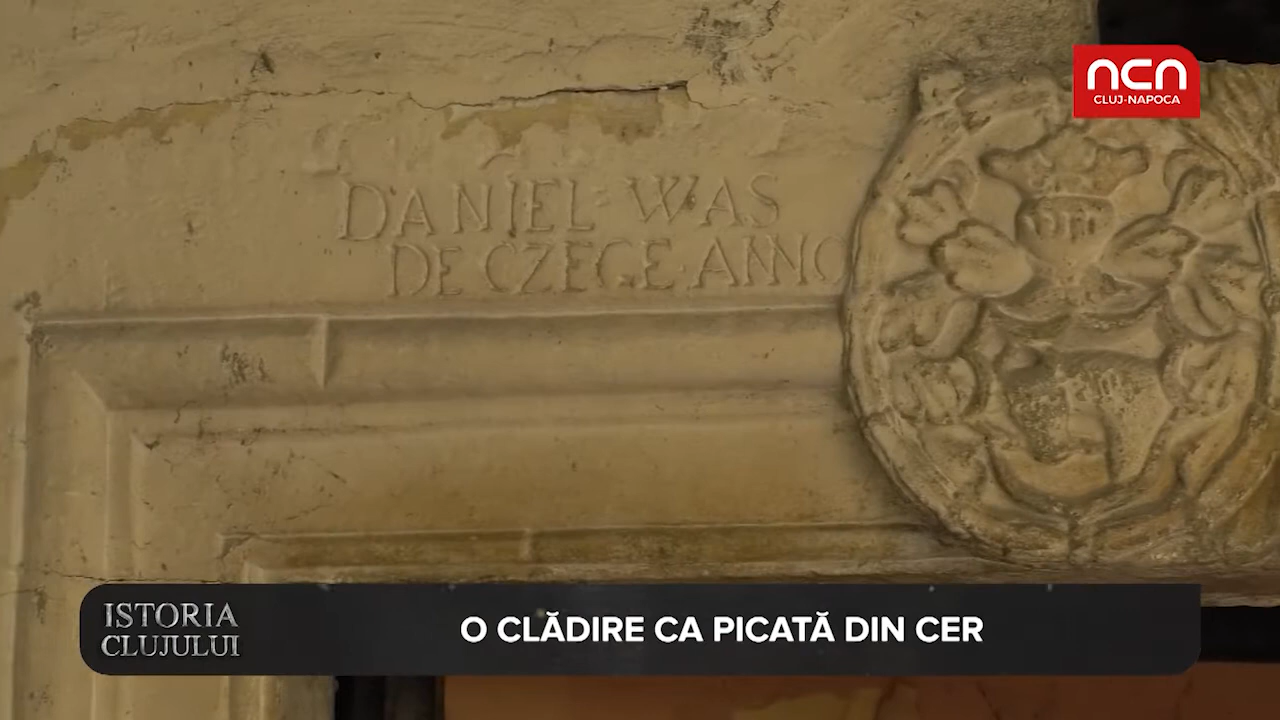 ncn
CLUJ-NAPOCA
DANIEL WAS
DE CZEGE ANNO
ISTORIA
CLUJULUI
O CLĂDIRE CA PICATĂ DIN CER